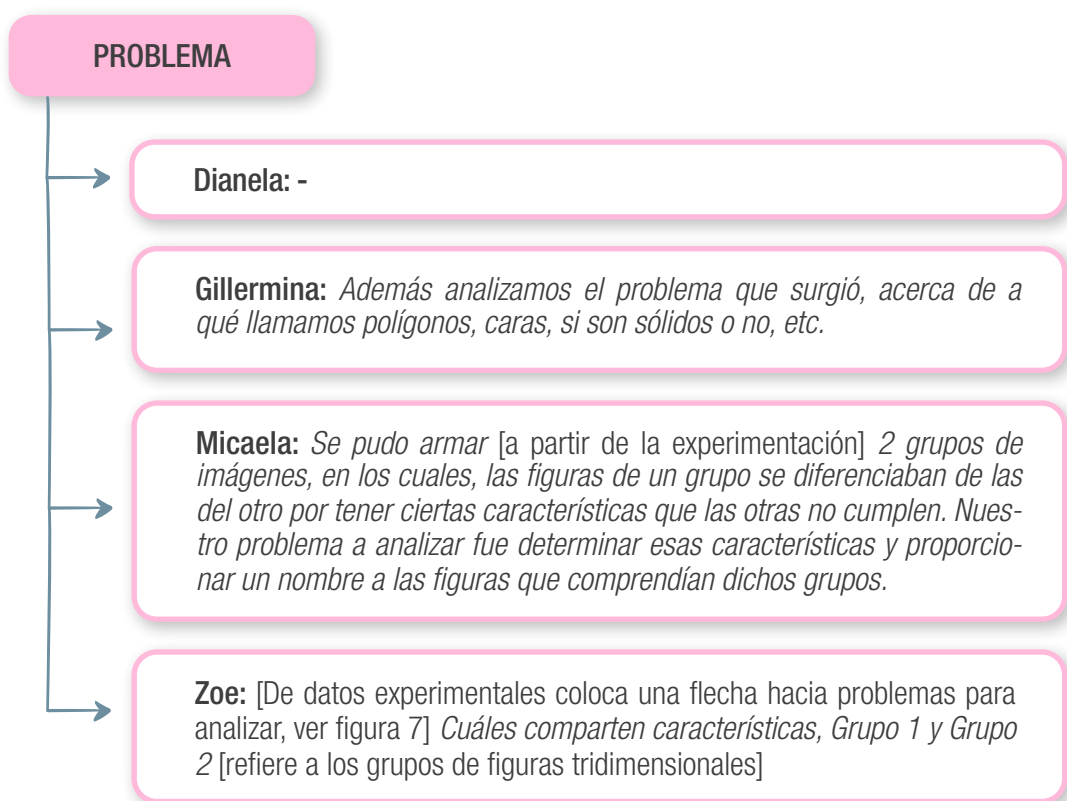 PROBLEMA
Dianela: -
Gillermina: Además analizamos el problema que surgió, acerca de a
qué llamamos polígonos, caras, si son sólidos o no, etc.
Micaela: Se pudo armar [a partir de la experimentación] 2 grupos de
imágenes, en los cuales, las figuras de un grupo se diferenciaban de las
del otro por tener ciertas características que las otras no cumplen. Nues-
tro problema a analizar fue determinar esas características y proporcio-
nar un nombre a las figuras que comprendían dichos grupos.
Zoe: [De datos experimentales coloca una flecha hacia problemas para
analizar, ver figura 7] Cuáles comparten características, Grupo 1 y Grupo
2 [refiere a los grupos de figuras tridimensionales]